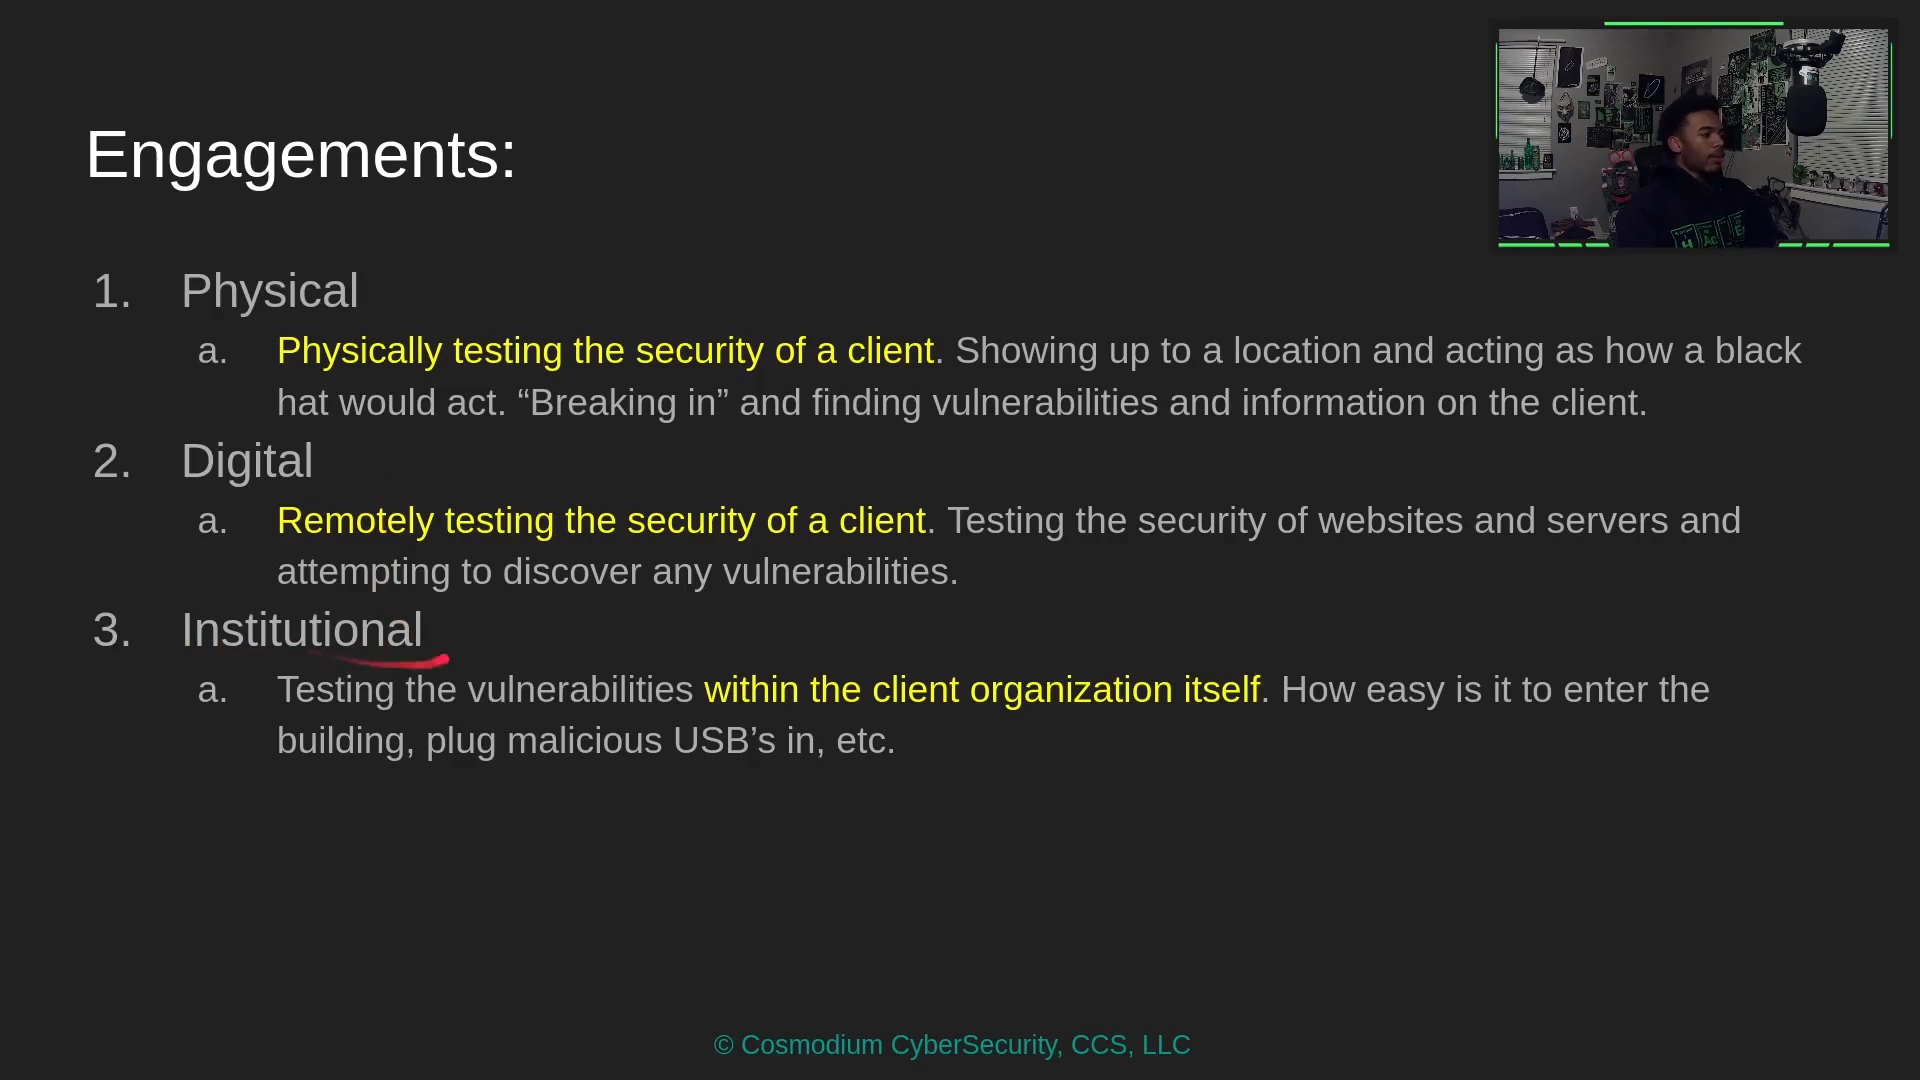 Engagements:
1. Physical
a. Physically testing the security of a client. Showing up to a location and acting as how a black
hat would act. “Breaking in” and finding vulnerabilities and information on the client.
2. Digital
a. Remotely testing the security of a client. Testing the security of websites and servers and
attempting to discover any vulnerabilities.
3. Institutional
a. Testing the vulnerabilities within the client organization itself. How easy is it to enter the
building, plug malicious USB’s in, etc.
© Cosmodium CyberSecurity, CCS, LLC